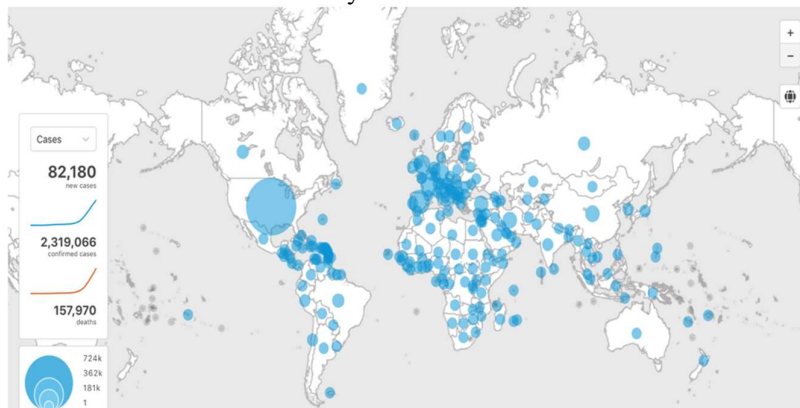 Cases
82,180
new cases
2,319,066
confirmed cases
157,970
deaths
724k
362k
181k
1
+
−